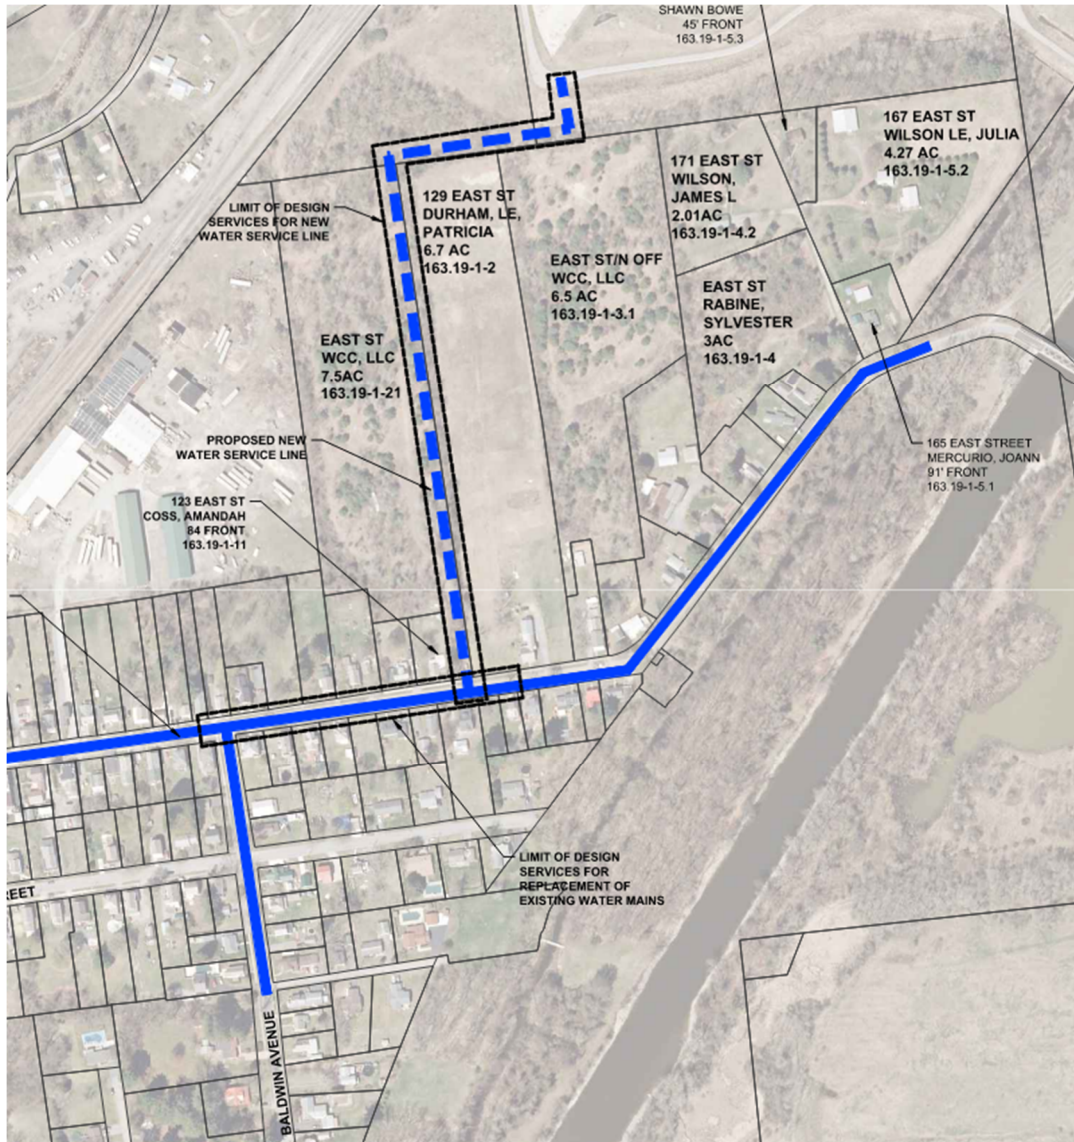 SHAWN BOWE
45' FRONT
163.19-1-5.3
167 EAST ST
WILSON LE, JULIA
4.27 AC
163.19-1-5.2
171 EAST ST
WILSON,
JAMES L
2.01AC
163.19-1-4.2
129 EAST ST
DURHAM, LE,
PATRICIA
6.7 AC
163.19-1-2
LIMIT OF DESIGN
SERVICES FOR NEW
WATER SERVICE LINE
EAST ST/N OFF
WCC, LLC
6.5 AC
163.19-1-3.1
EAST ST
RABINE,
SYLVESTER
3AC
163.19-1-4
EAST ST
WCC, LLC
7.5AC
163.19-1-21
PROPOSED NEW
WATER SERVICE LINE
165 EAST STREET
MERCURIO, JOANN
91' FRONT
163.19-1-5.1
123 EAST ST
COSS, AMANDAH
84 FRONT
163.19-1-11
LIMIT OF DESIGN
SERVICES FOR
REPLACEMENT OF
EXISTING WATER MAINS
REET
BALDWIN AVENUE